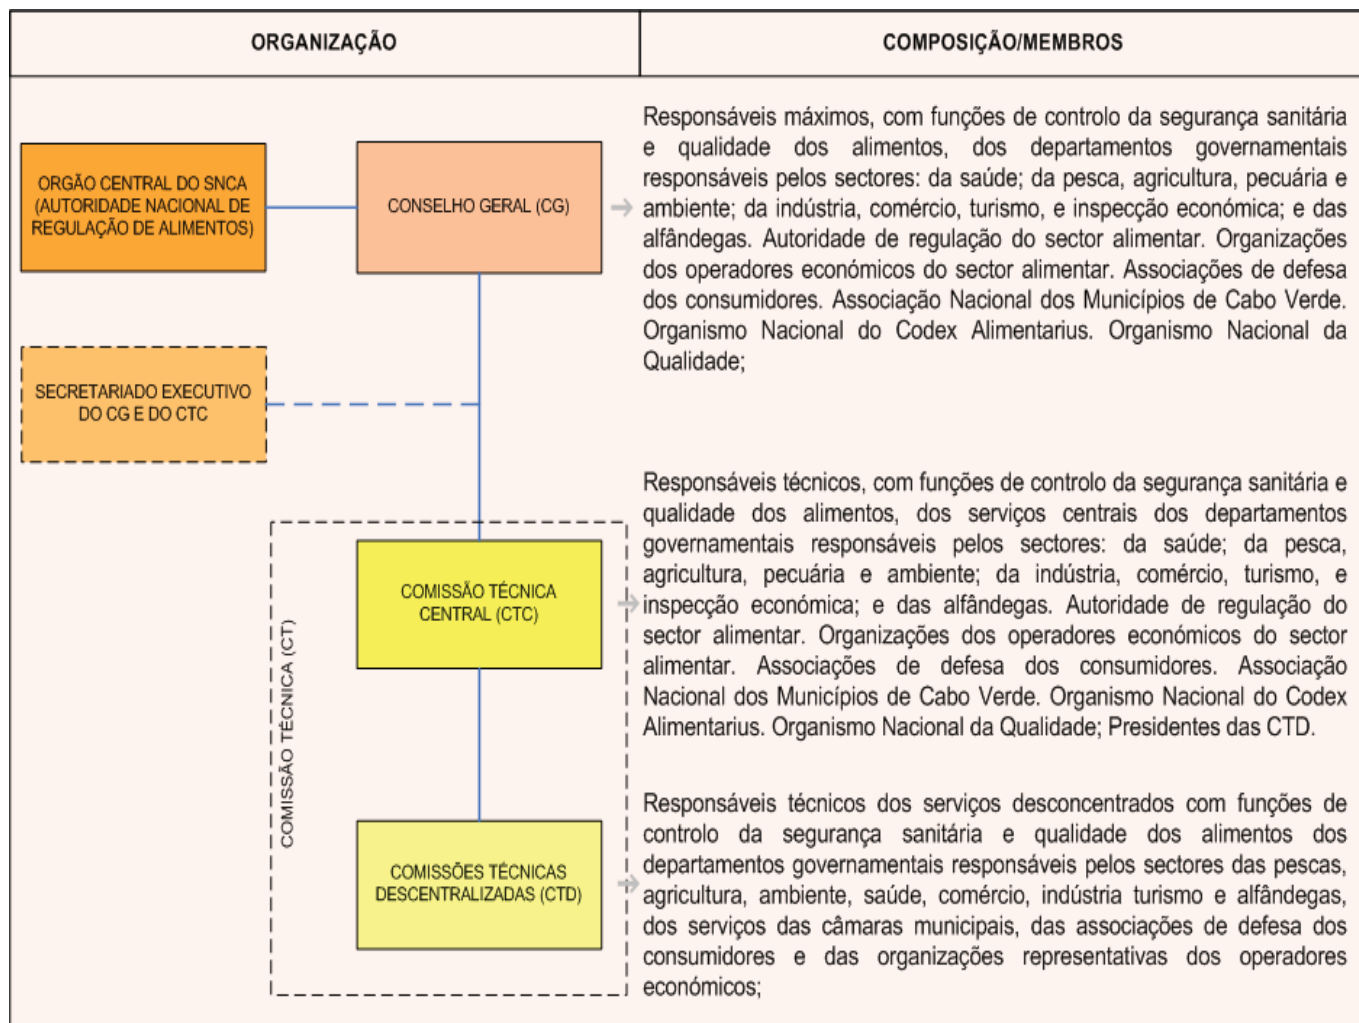 ORGANIZAÇÃO
COMPOSIÇÃO/MEMBROS
ORGÃO CENTRAL DO SNCA
(AUTORIDADE NACIONAL DE
REGULAÇÃO DE ALIMENTOS)
CONSELHO GERAL (CG)
Responsáveis máximos, com funções de controlo da segurança sanitária
e qualidade dos alimentos, dos departamentos governamentais
responsáveis pelos sectores: da saúde; da pesca, agricultura, pecuária e
ambiente; da indústria, comércio, turismo, e inspecção económica; e das
alfândegas. Autoridade de regulação do sector alimentar. Organizações
dos operadores económicos do sector alimentar. Associações de defesa
dos consumidores. Associação Nacional dos Municípios de Cabo Verde.
Organismo Nacional do Codex Alimentarius. Organismo Nacional da
Qualidade;
SECRETARIADO EXECUTIVO
DO CG E DO CTC
COMISSÃO TÉCNICA (CT)
COMISSÃO TÉCNICA
CENTRAL (CTC)
Responsáveis técnicos, com funções de controlo da segurança sanitária e
qualidade dos alimentos, dos serviços centrais dos departamentos
governamentais responsáveis pelos sectores: da saúde; da pesca,
agricultura, pecuária e ambiente; da indústria, comércio, turismo, e
inspecção económica; e das alfândegas. Autoridade de regulação do
sector alimentar. Organizações dos operadores económicos do sector
alimentar. Associações de defesa dos consumidores. Associação
Nacional dos Municípios de Cabo Verde. Organismo Nacional do Codex
Alimentarius. Organismo Nacional da Qualidade; Presidentes das CTD.
COMISSÕES TÉCNICAS
DESCENTRALIZADAS (CTD)
Responsáveis técnicos dos serviços desconcentrados com funções de
controlo da segurança sanitária e qualidade dos alimentos dos
departamentos governamentais responsáveis pelos sectores das pescas,
agricultura, ambiente, saúde, comércio, indústria turismo e alfândegas,
dos serviços das câmaras municipais, das associações de defesa dos
consumidores e das organizações representativas dos operadores
económicos;